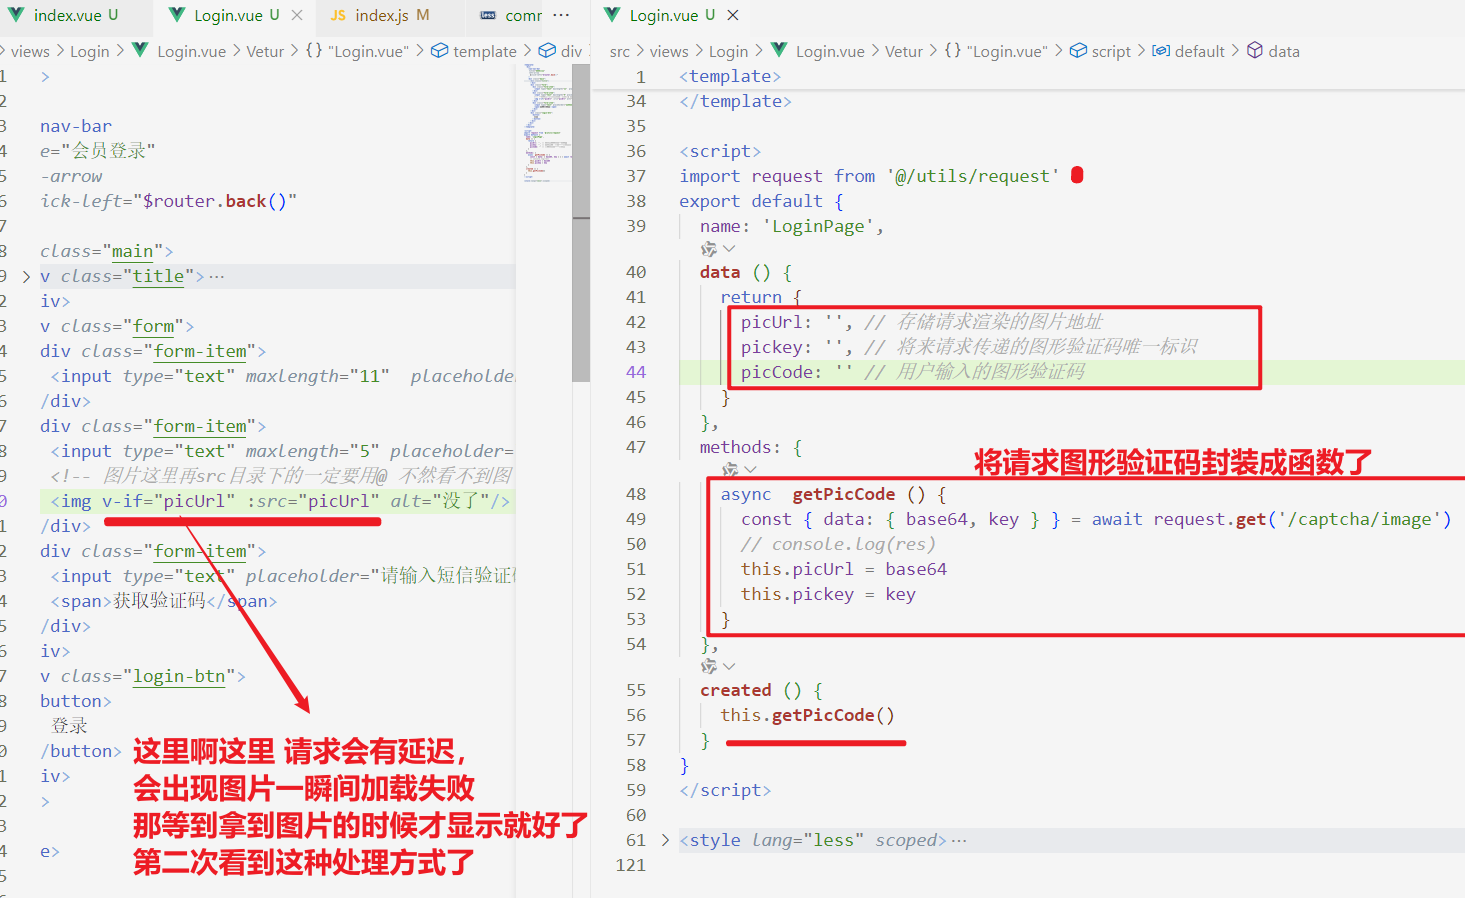 index.vue U
Login.vue U
JS index.js M
less comm
views > Login > Login.vue > Vetur > {} "Login.vue" > template > div
1 >
2
3 nav-bar
4 e="会员登录"
5 -arrow
6 ick-left="$router.back()"
7
8 class="main">
9 v class="title">…
2 iv>
3 v class="form">
4 div class="form-item">
5 <input type="text" maxlength="11" placeholde
6 /div>
7 div class="form-item">
8 <input type="text" maxlength="5" placeholder=
9 <!-- 图片这里再src目录下的一定要用@ 不然看不到图
0 <img v-if="picUrl" :src="picUrl" alt="没了"/>
1 /div>
2 div class="form-item">
3 <input type="text" placeholder="请输入短信验证码
4 <span>获取验证码</span>
5 /div>
6 iv>
7 v class="login-btn">
8 button>
9 登录
0 /button>
1 iv>
2 >
3
4 e>
5
这里啊这里 请求会有延迟，
会出现图片一瞬间加载失败
那等到拿到图片的时候才显示就好了
第二次看到这种处理方式了
Login.vue U
src > views > Login > Login.vue > Vetur > {} "Login.vue" > script > default > data
1 <template>
34 </template>
35
36 <script>
37 import request from '@/utils/request'
38 export default {
39 name: 'LoginPage',
40 data () {
41 return {
42 picUrl: '', // 存储请求渲染的图片地址
43 pickey: '', // 将来请求传递的图形验证码唯一标识
44 picCode: '' // 用户输入的图形验证码
45 }
46 },
47 methods: {
将请求图形验证码封装成函数了
48 async  getPicCode () {
49 const { data: { base64, key } } = await request.get('/captcha/image')
50 // console.log(res)
51 this.picUrl = base64
52 this.pickey = key
53 }
54 },
55 created () {
56 this.getPicCode()
57 }
58 }
59 </script>
60
61 <style lang="less" scoped>…
121